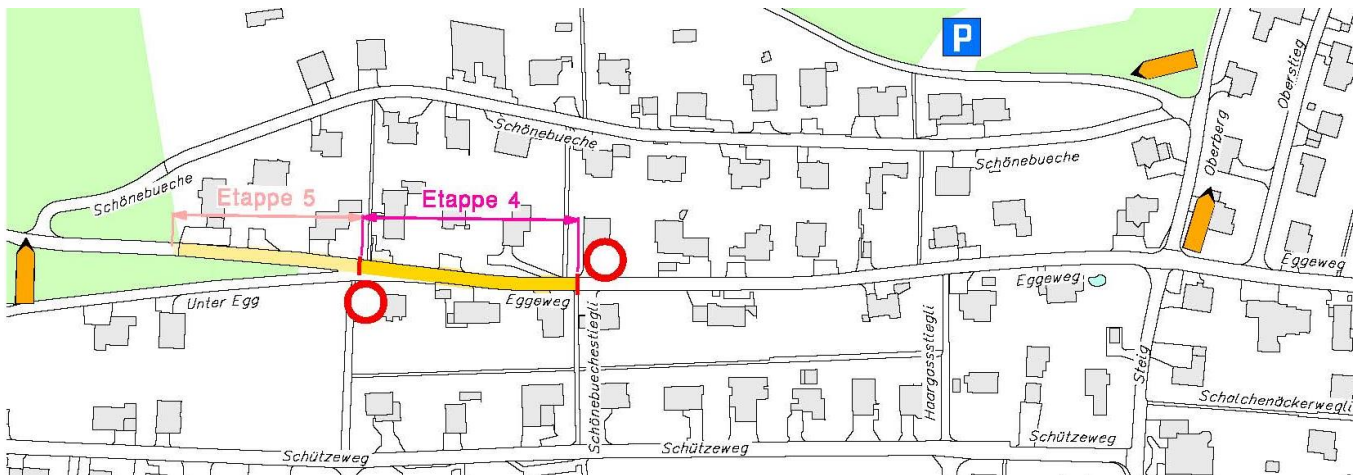 P
Oberstieg
Oberberg
Schönebueche
Schönebueche
Schönebueche
Etappe 5
Etappe 4
Eggeweg
Eggeweg
Unter Egg
Eggeweg
Schönebuechestiegli
Haargassstiegli
Steig
Schalchenäckerwegli
Schützeweg
Schützeweg
Schützeweg